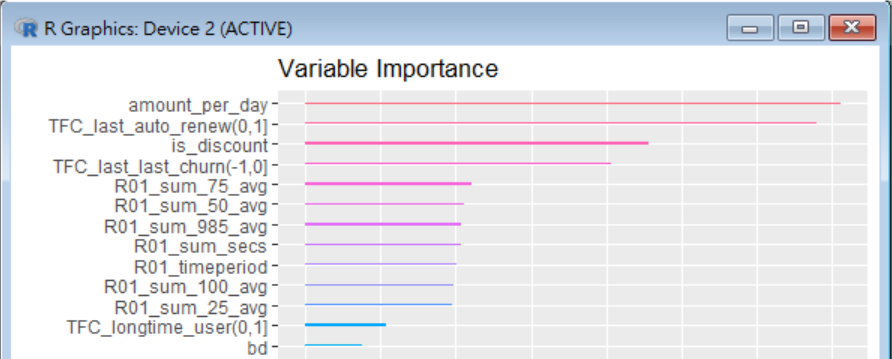 R R Graphics: Device 2 (ACTIVE)
Variable Importance
amount_per_day
TFC_last_auto_renew(0,1]
is_discount
TFC_last_last_churn(-1,0]
R01_sum_75_avg
R01_sum_50_avg
R01_sum_985_avg
R01_sum_secs
R01_timeperiod
R01_sum_100_avg
R01_sum_25_avg
TFC_longtime_user(0,1]
bd